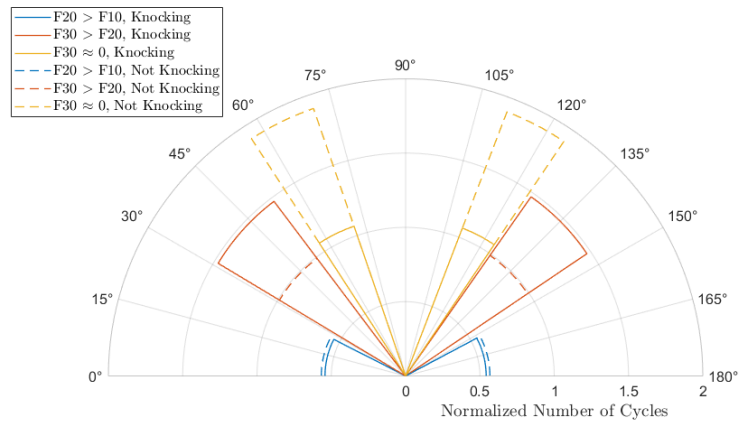 F20 > F10, Knocking
F30 > F20, Knocking
F30 ≈ 0, Knocking
F20 > F10, Not Knocking
F30 > F20, Not Knocking
F30 ≈ 0, Not Knocking
90°
75°
105°
60°
120°
45°
135°
30°
150°
15°
165°
0°
180°
0
0.5
1
1.5
2
Normalized Number of Cycles